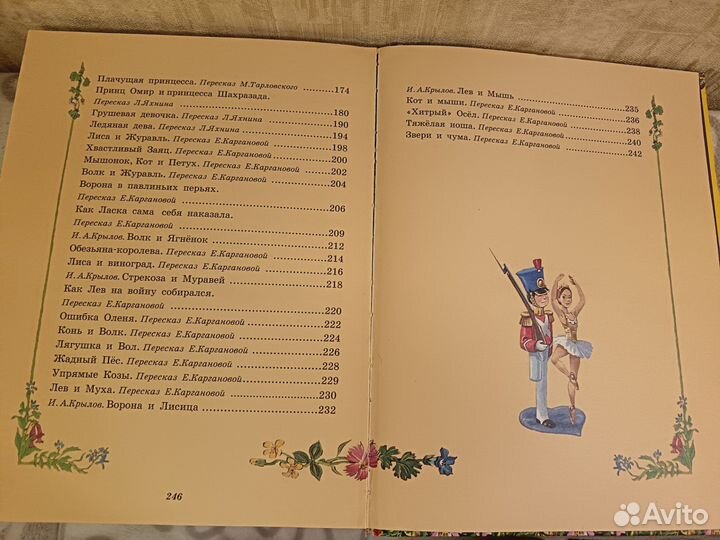 Плачущая принцесса. Пересказ М.Тарловского ............ 174
Принц Омир и принцесса Шахразада.
Пересказ Л.Яхнина ............ 180
Грушевая девочка. Пересказ Л.Яхнина ............ 190
Ледяная дева. Пересказ Л.Яхнина ............ 194
Лиса и Журавль. Пересказ Е.Каргановой ............ 198
Хвастливый Заяц. Пересказ Е.Каргановой ............ 200
Мышонок, Кот и Петух. Пересказ Е.Каргановой ............ 202
Волк и Журавль. Пересказ Е.Каргановой ............ 204
Ворона в павлиньих перьях.
Пересказ Е.Каргановой ............ 206
Как Ласка сама себя наказала.
Пересказ Е.Каргановой ............ 209
И.А.Крылов. Волк и Ягнёнок ............ 212
Обезьяна-королева. Пересказ Е.Каргановой ............ 214
Лиса и виноград. Пересказ Е.Каргановой ............ 216
И.А.Крылов. Стрекоза и Муравей ............ 218
Как Лев на войну собирался.
Пересказ Е.Каргановой ............ 220
Ошибка Оленя. Пересказ Е.Каргановой ............ 222
Конь и Волк. Пересказ Е.Каргановой ............ 224
Лягушка и Вол. Пересказ Е.Каргановой ............ 226
Жадный Пёс. Пересказ Е.Каргановой ............ 228
Упрямые Козы. Пересказ Е.Каргановой ............ 229
Лев и Муха. Пересказ Е.Каргановой ............ 230
И.А.Крылов. Ворона и Лисица ............ 232
246
И.А.Крылов. Лев и Мышь ............ 235
Кот и мыши. Пересказ Е.Каргановой ............ 236
«Хитрый» Осёл. Пересказ Е.Каргановой ............ 238
Тяжёлая ноша. Пересказ Е.Каргановой ............ 240
Звери и чума. Пересказ Е.Каргановой ............ 242
Avito